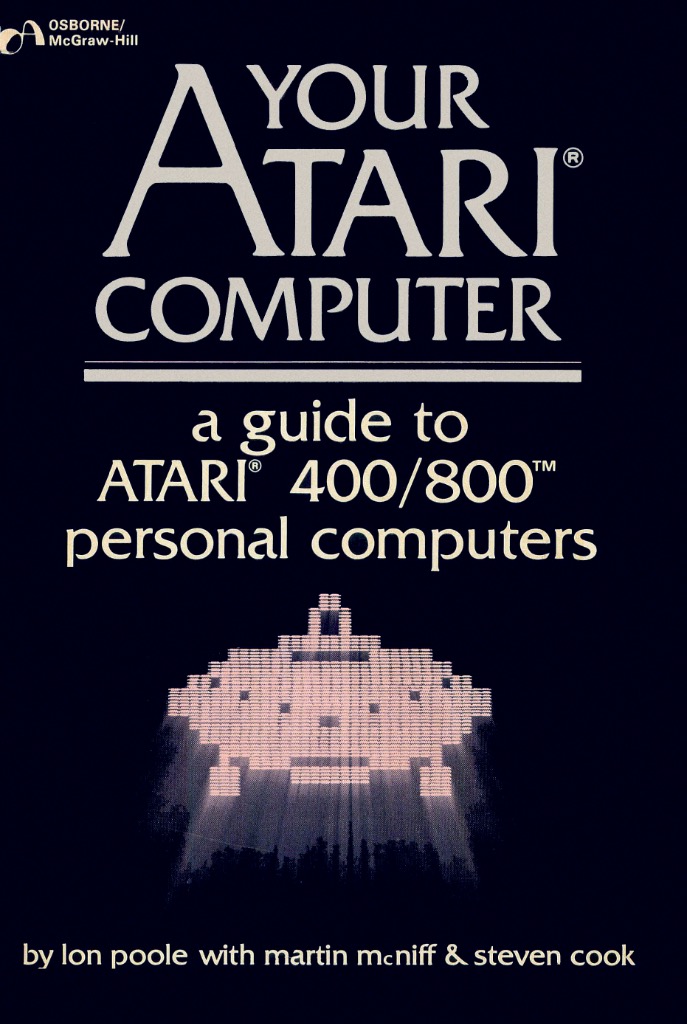 OSBORNE/
McGraw-Hill
YOUR
ATARI®
COMPUTER
a guide to
ATARI® 400/800™
personal computers
by lon poole with martin mcniff & steven cook